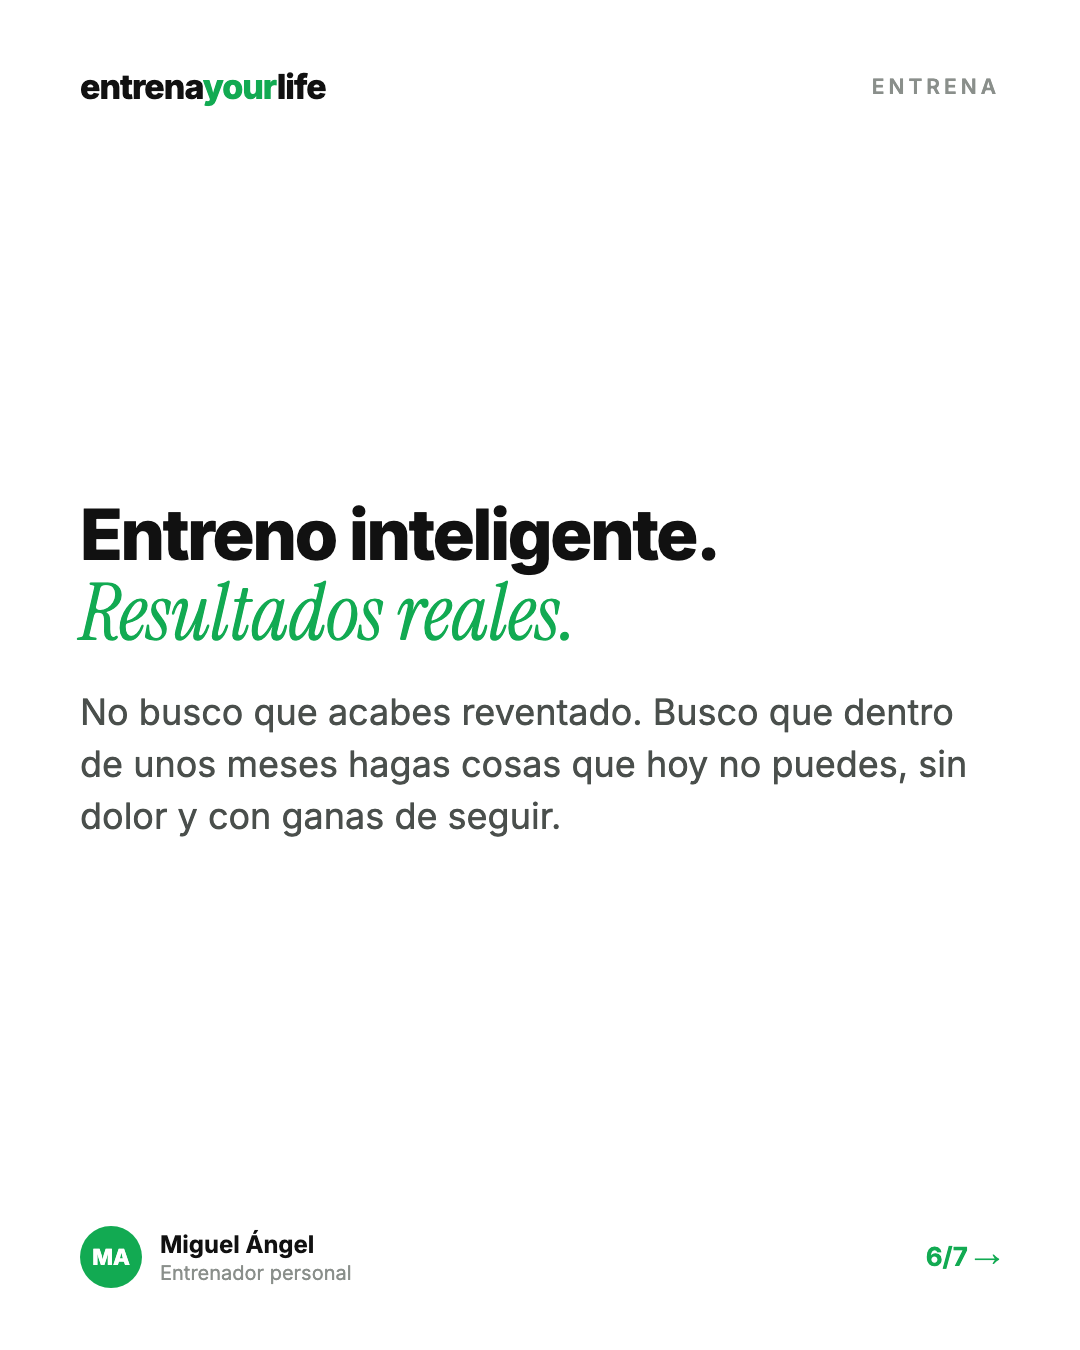 entrenayourlife
ENTRENA
Entreno inteligente.
Resultados reales.
No busco que acabes reventado. Busco que dentro
de unos meses hagas cosas que hoy no puedes, sin
dolor y con ganas de seguir.
MA
Miguel Ángel
Entrenador personal
6/7 →